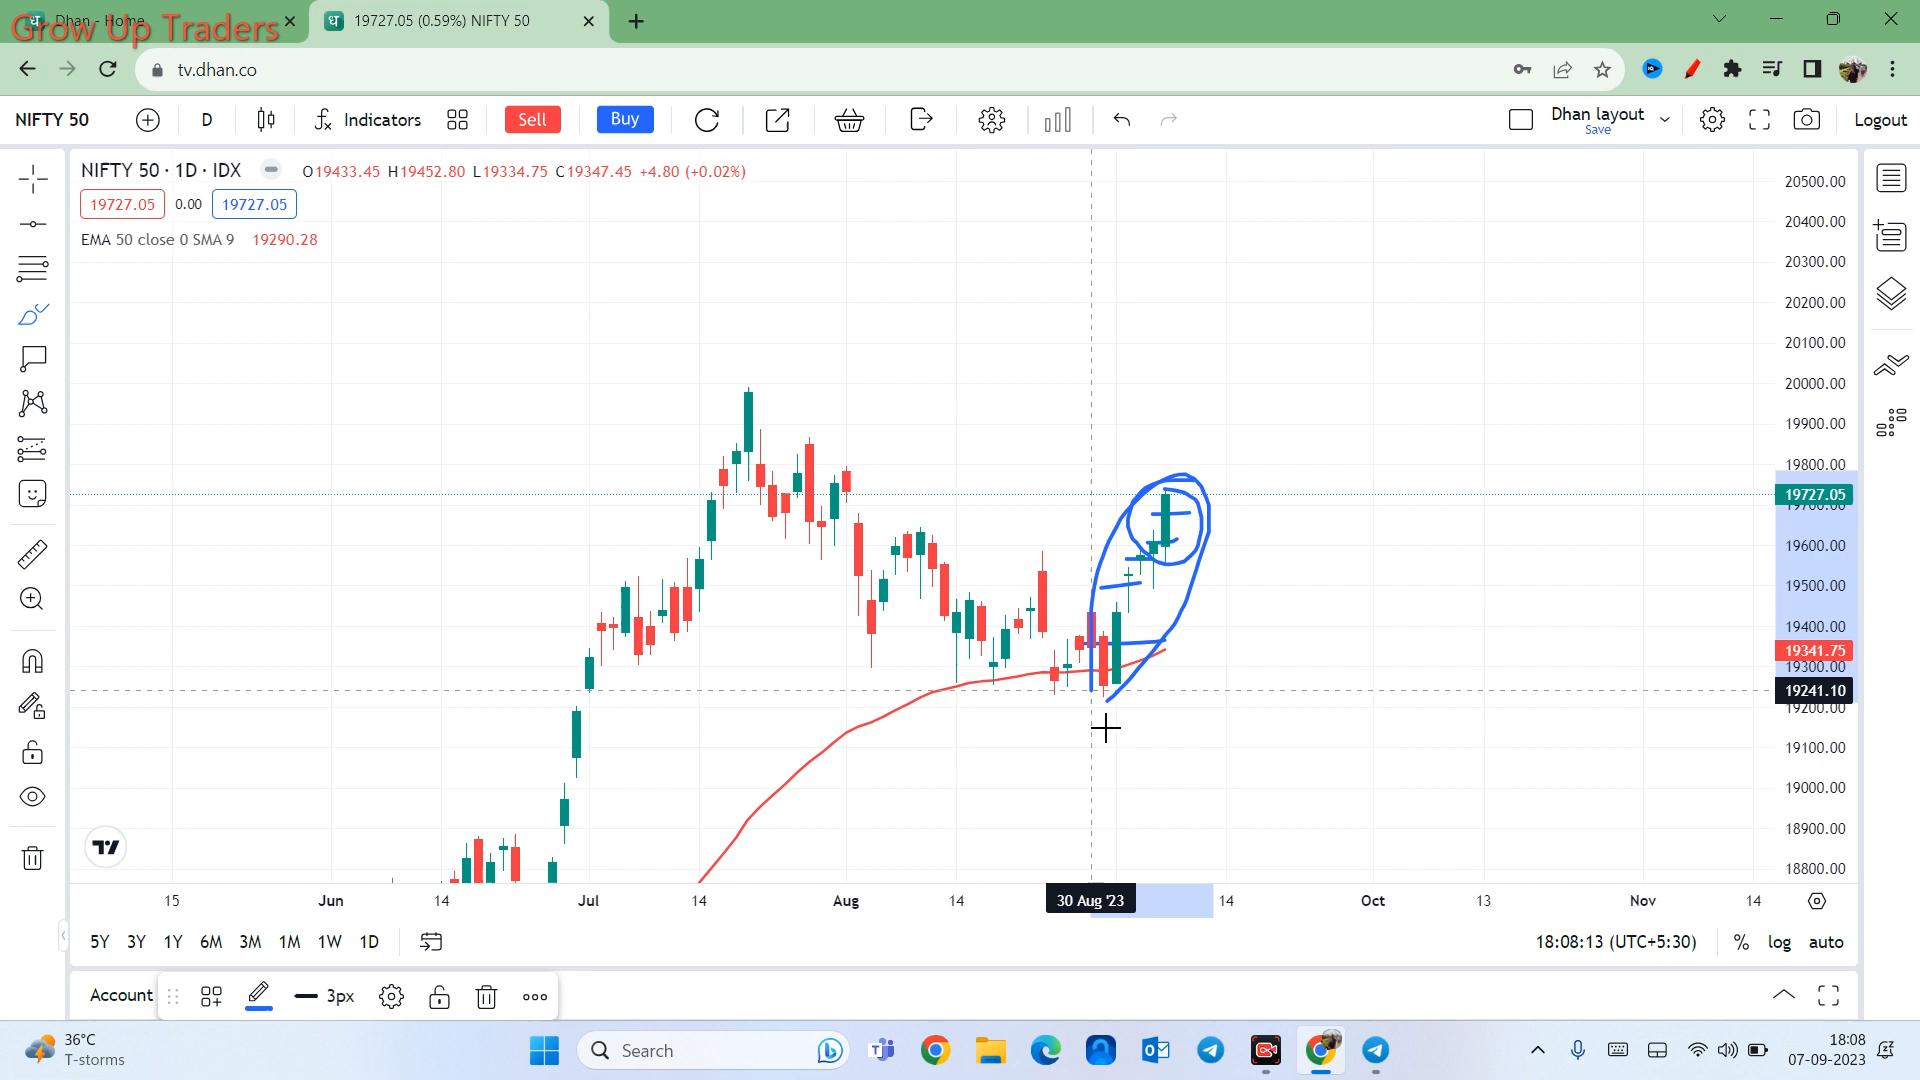 Dhan - Home
Grow Up Traders
19727.05 (0.59%) NIFTY 50
tv.dhan.co
NIFTY 50
D
Indicators
Sell
Buy
Dhan layout
Save
Logout
NIFTY 50 · 1D · IDX
O19433.45 H19452.80 L19334.75 C19347.45 +4.80 (+0.02%)
19727.05
0.00
19727.05
EMA 50 close 0 SMA 9 19290.28
20500.00
20400.00
20300.00
20200.00
20100.00
20000.00
19900.00
19800.00
19727.05
19700.00
19600.00
19500.00
19400.00
19341.75
19300.00
19241.10
19200.00
19100.00
19000.00
18900.00
18800.00
15
Jun
14
Jul
14
Aug
14
30 Aug '23
14
Oct
13
Nov
14
5Y 3Y 1Y 6M 3M 1M 1W 1D
18:08:13 (UTC+5:30)
%
log
auto
Account
3px
36°C
T-storms
Search
18:08
07-09-2023